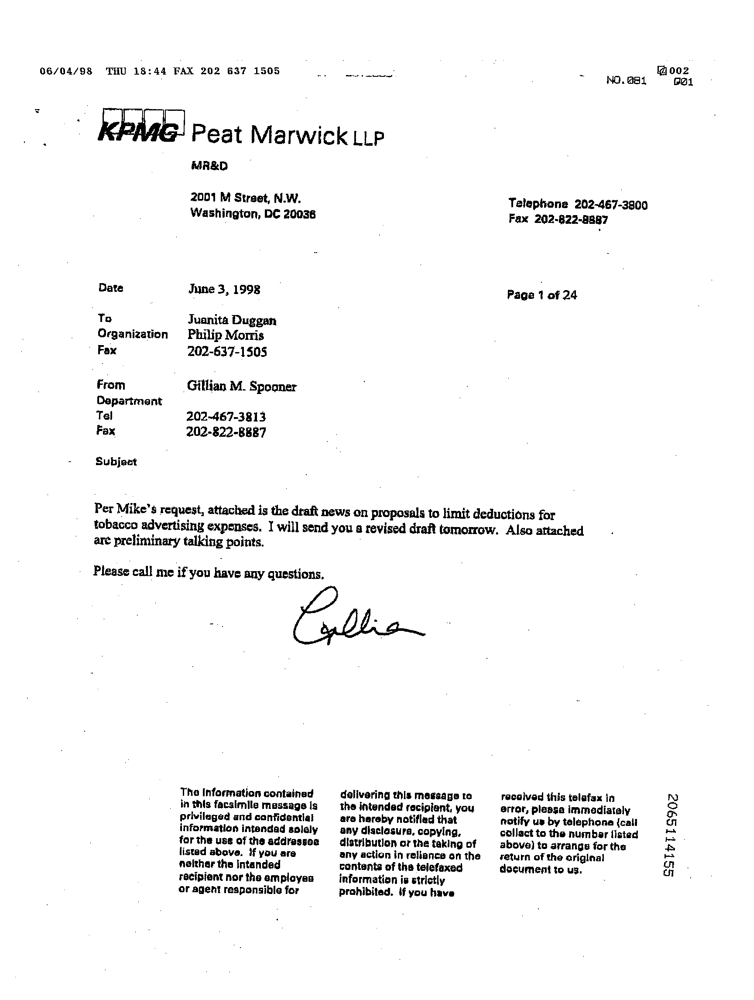 06/04/98 THU 18:44 FAX 202 637 1505
002
NO.081 001
KPMG Peat Marwick LLP
MR&D
2001 M Street, N.W.
Washington, DC 20036
Telephone 202-467-3800
Fax 202-822-8887
Date June 3, 1998
Page 1 of 24
To Juanita Duggan
Organization Philip Morris
Fax 202-637-1505
From Gillian M. Spooner
Department
Tel 202-467-3813
Fax 202-822-8887
Subject
Per Mike's request, attached is the draft news on proposals to limit deductions for
tobacco advertising expenses. I will send you a revised draft tomorrow. Also attached
are preliminary talking points.
Please call me if you have any questions.
Gillian
The information contained
in this facsimile message is
privileged and confidential
information intended solely
for the use of the addressee
listed above. If you are
neither the intended
recipient nor the employee
or agent responsible for
delivering this message to
the intended recipient, you
are hereby notified that
any disclosure, copying,
distribution or the taking of
any action in reliance on the
contents of the telefaxed
information is strictly
prohibited. If you have
received this telefax in
error, please immediately
notify us by telephone (call
collect to the number listed
above) to arrange for the
return of the original
document to us.
2065114155